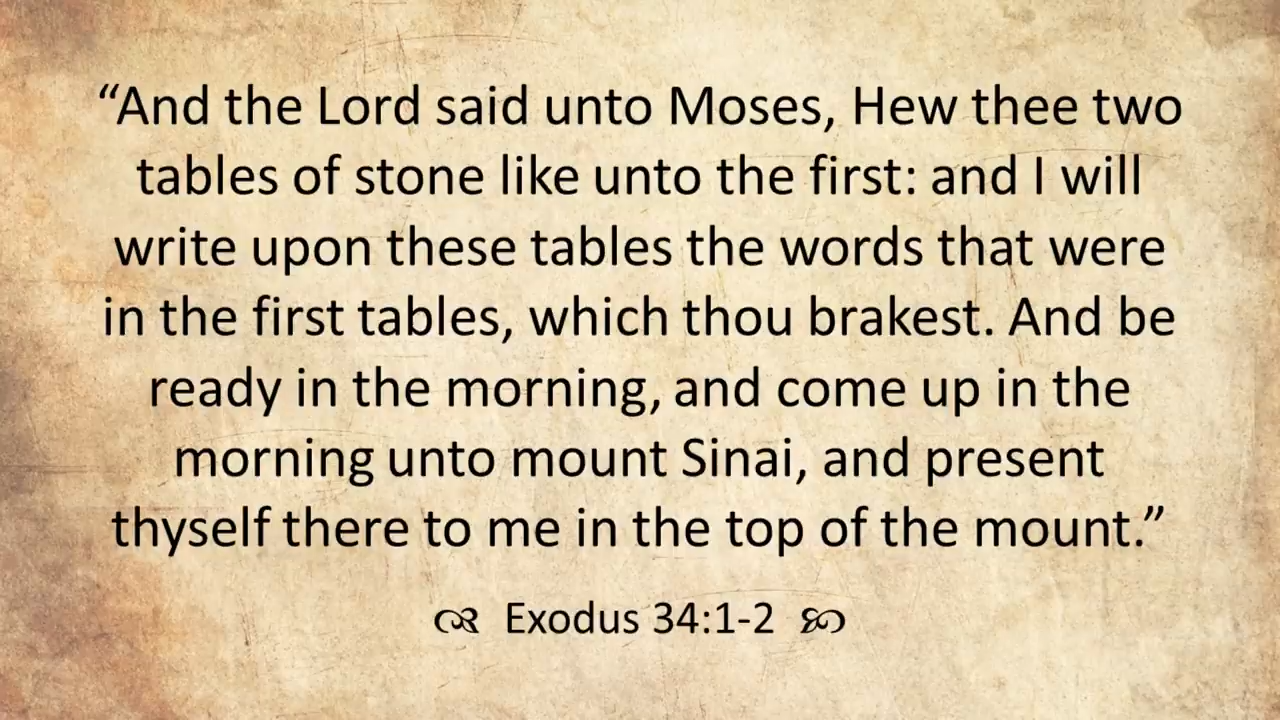 “And the Lord said unto Moses, Hew thee two
tables of stone like unto the first: and I will
write upon these tables the words that were
in the first tables, which thou brakest. And be
ready in the morning, and come up in the
morning unto mount Sinai, and present
thyself there to me in the top of the mount.”
Exodus 34:1-2